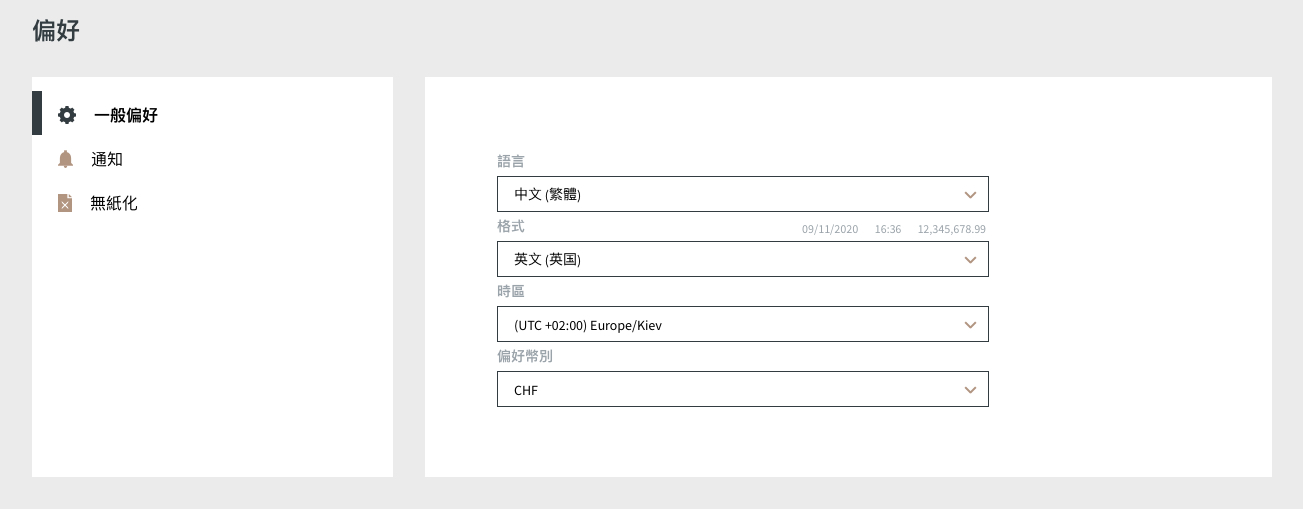 偏好
一般偏好
通知
無紙化
語言
中文 (繁體)
格式 09/11/2020 16:36 12,345,678.99
英文 (英国)
時區
(UTC +02:00) Europe/Kiev
偏好幣別
CHF